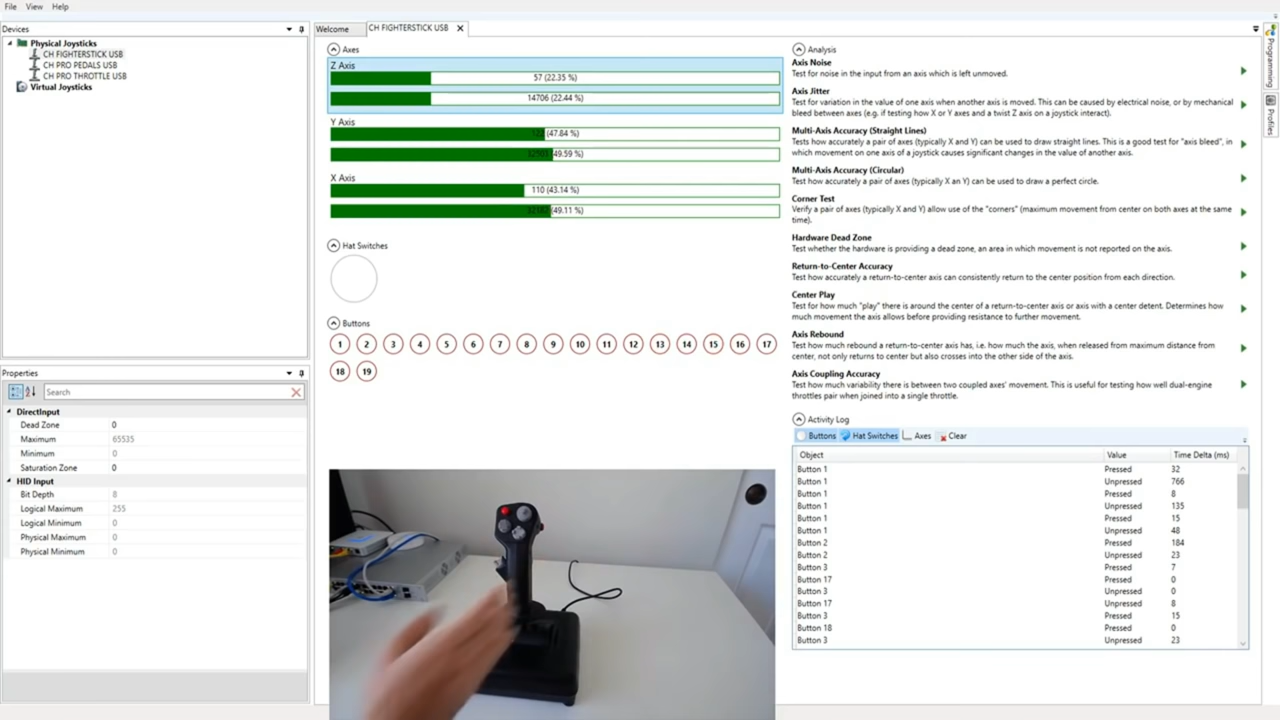 File View Help
Devices
Physical Joysticks
CH FIGHTERSTICK USB
CH PRO PEDALS USB
CH PRO THROTTLE USB
Virtual Joysticks
Properties
Search
DirectInput
Dead Zone 0
Maximum 65535
Minimum 0
Saturation Zone 0
HID Input
Bit Depth 8
Logical Maximum 255
Logical Minimum 0
Physical Maximum 0
Physical Minimum 0
Welcome CH FIGHTERSTICK USB
Axes
Z Axis
57 (22.35 %)
14706 (22.44 %)
Y Axis
(47.84 %)
(49.59 %)
X Axis
110 (43.14 %)
(49.11 %)
Hat Switches
Buttons
1 2 3 4 5 6 7 8 9 10 11 12 13 14 15 16 17
18 19
Analysis
Axis Noise
Test for noise in the input from an axis which is left unmoved.
Axis Jitter
Test for variation in the value of one axis when another axis is moved. This can be caused by electrical noise, or by mechanical
bleed between axes (e.g. if testing how X or Y axes and a twist Z axis on a joystick interact).
Multi-Axis Accuracy (Straight Lines)
Tests how accurately a pair of axes (typically X and Y) can be used to draw straight lines. This is a good test for "axis bleed", in
which movement on one axis of a joystick causes significant changes in the value of another axis.
Multi-Axis Accuracy (Circular)
Test how accurately a pair of axes (typically X an Y) can be used to draw a perfect circle.
Corner Test
Verify a pair of axes (typically X and Y) allow use of the "corners" (maximum movement from center on both axes at the same
time).
Hardware Dead Zone
Test whether the hardware is providing a dead zone, an area in which movement is not reported on the axis.
Return-to-Center Accuracy
Test how accurately a return-to-center axis can consistently return to the center position from each direction.
Center Play
Test for how much "play" there is around the center of a return-to-center axis or axis with a center detent. Determines how
much movement the axis allows before providing resistance to further movement.
Axis Rebound
Test how much rebound a return-to-center axis has, i.e. how much the axis, when released from maximum distance from
center, not only returns to center but also crosses into the other side of the axis.
Axis Coupling Accuracy
Test how much variability there is between two coupled axes' movement. This is useful for testing how well dual-engine
throttles pair when joined into a single throttle.
Activity Log
Buttons Hat Switches Axes Clear
Object Value Time Delta (ms)
Button 1 Pressed 32
Button 1 Unpressed 766
Button 1 Pressed 8
Button 1 Unpressed 135
Button 1 Pressed 15
Button 1 Unpressed 48
Button 2 Pressed 184
Button 2 Unpressed 23
Button 3 Pressed 7
Button 17 Pressed 0
Button 3 Unpressed 0
Button 17 Unpressed 8
Button 3 Pressed 15
Button 18 Pressed 0
Button 3 Unpressed 23
Programming
Profiles